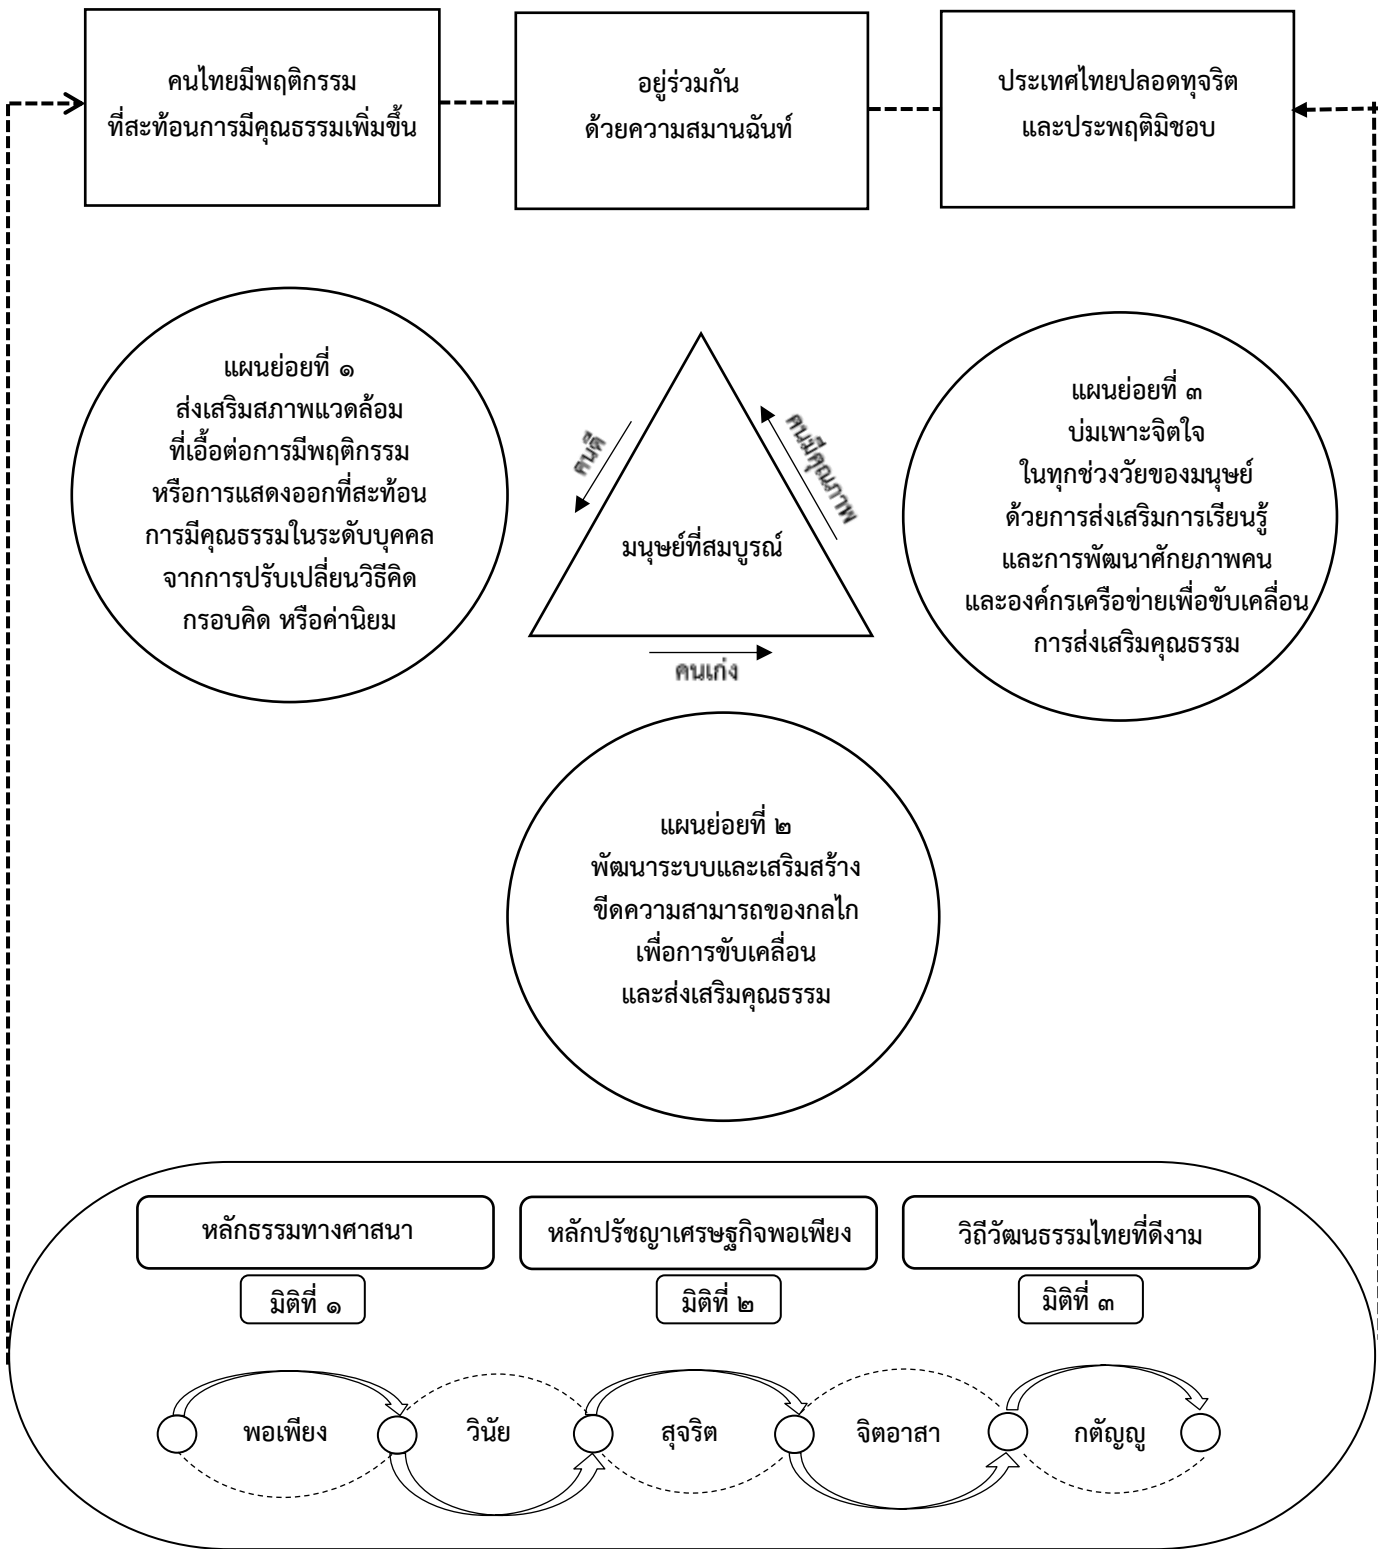 คนไทยมีพฤติกรรม
ที่สะท้อนการมีคุณธรรมเพิ่มขึ้น
อยู่ร่วมกัน
ด้วยความสมานฉันท์
ประเทศไทยปลอดทุจริต
และประพฤติมิชอบ
แผนย่อยที่ ๑
ส่งเสริมสภาพแวดล้อม
ที่เอื้อต่อการมีพฤติกรรม
หรือการแสดงออกที่สะท้อน
การมีคุณธรรมในระดับบุคคล
จากการปรับเปลี่ยนวิธีคิด
กรอบคิด หรือค่านิยม
คนดี
คนมีคุณภาพ
มนุษย์ที่สมบูรณ์
คนเก่ง
แผนย่อยที่ ๓
บ่มเพาะจิตใจ
ในทุกช่วงวัยของมนุษย์
ด้วยการส่งเสริมการเรียนรู้
และการพัฒนาศักยภาพคน
และองค์กรเครือข่ายเพื่อขับเคลื่อน
การส่งเสริมคุณธรรม
แผนย่อยที่ ๒
พัฒนาระบบและเสริมสร้าง
ขีดความสามารถของกลไก
เพื่อการขับเคลื่อน
และส่งเสริมคุณธรรม
หลักธรรมทางศาสนา
หลักปรัชญาเศรษฐกิจพอเพียง
วิถีวัฒนธรรมไทยที่ดีงาม
มิติที่ ๑
มิติที่ ๒
มิติที่ ๓
พอเพียง
วินัย
สุจริต
จิตอาสา
กตัญญู